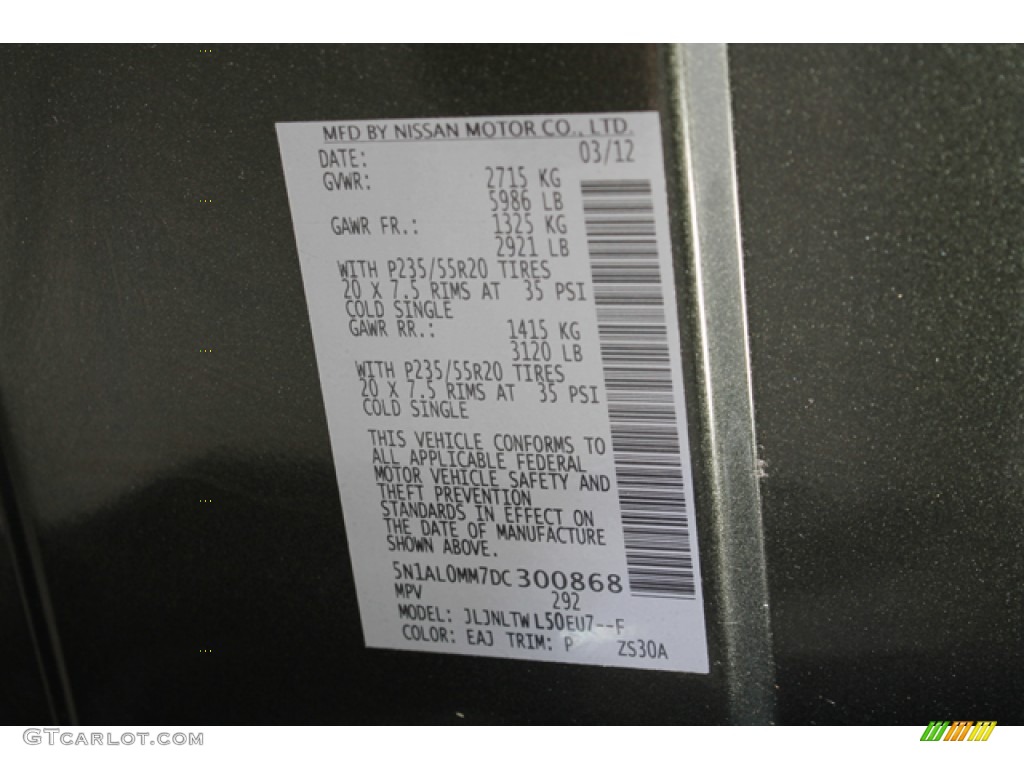 MFD BY NISSAN MOTOR CO., LTD.
DATE: 03/12
GVWR: 2715 KG
5986 LB
GAWR FR.: 1325 KG
2921 LB
WITH P235/55R20 TIRES
20 X 7.5 RIMS AT 35 PSI
COLD SINGLE
GAWR RR.: 1415 KG
3120 LB
WITH P235/55R20 TIRES
20 X 7.5 RIMS AT 35 PSI
COLD SINGLE
THIS VEHICLE CONFORMS TO
ALL APPLICABLE FEDERAL
MOTOR VEHICLE SAFETY AND
THEFT PREVENTION
STANDARDS IN EFFECT ON
THE DATE OF MANUFACTURE
SHOWN ABOVE.
5N1AL0MM7DC300868
MPV 292
MODEL: JLJNLTWL50EU7--F
COLOR: EAJ TRIM: P ZS30A
GTCARLOT.COM